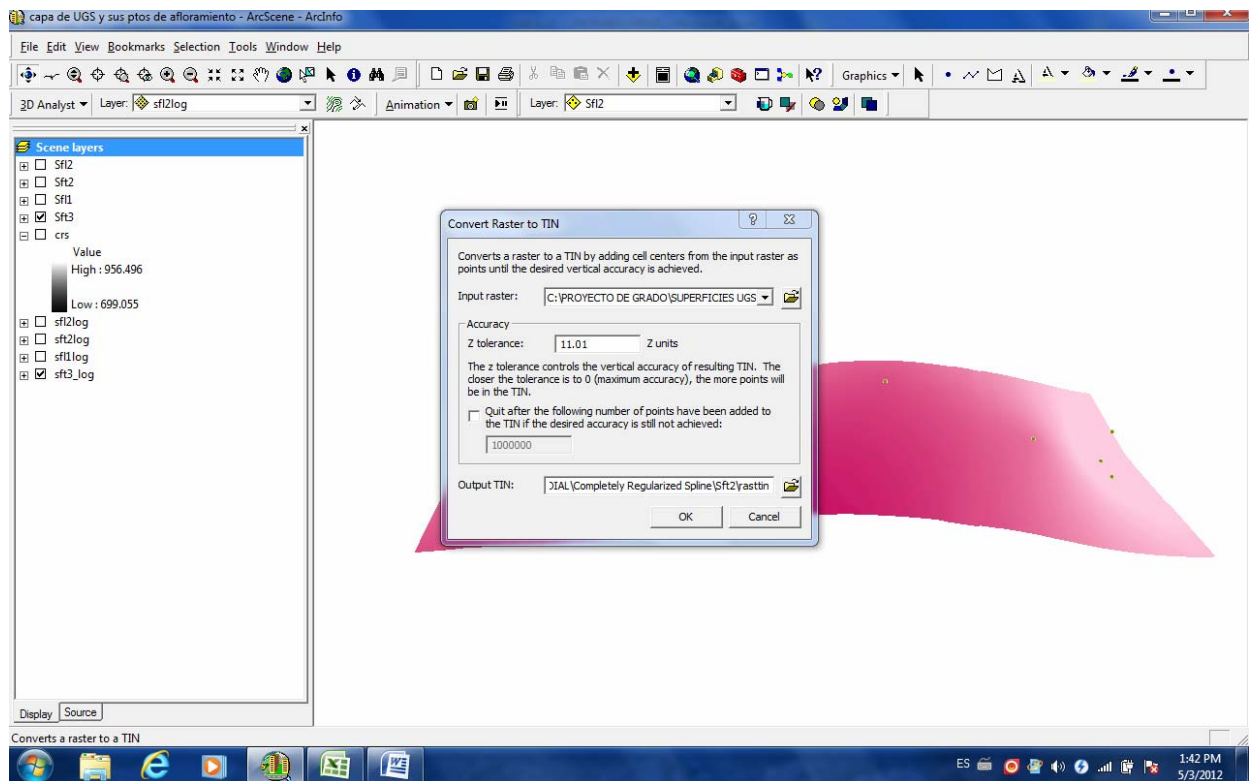 capa de UGS y sus ptos de afloramiento - ArcScene - ArcInfo
File Edit View Bookmarks Selection Tools Window Help
Graphics
3D Analyst Layer: sfl2log Animation Layer: Sfl2
Scene layers
Sfl2
Sft2
Sfl1
Sft3
crs
Value
High : 956.496
Low : 699.055
sfl2log
sft2log
sfl1log
sft3_log
Convert Raster to TIN
Converts a raster to a TIN by adding cell centers from the input raster as
points until the desired vertical accuracy is achieved.
Input raster: C:\PROYECTO DE GRADO\SUPERFICIES UGS
Accuracy
Z tolerance: 11.01 Z units
The z tolerance controls the vertical accuracy of resulting TIN. The
closer the tolerance is to 0 (maximum accuracy), the more points will
be in the TIN.
Quit after the following number of points have been added to
the TIN if the desired accuracy is still not achieved:
1000000
Output TIN: DIAL\Completely Regularized Spline\Sft2\rasttin
OK Cancel
Display Source
Converts a raster to a TIN
ES 1:42 PM
5/3/2012